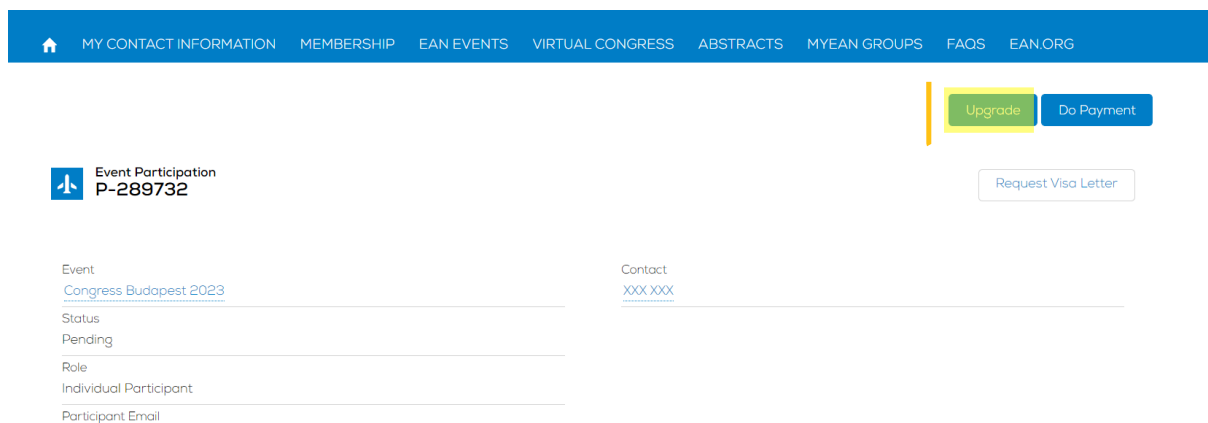 MY CONTACT INFORMATION MEMBERSHIP EAN EVENTS VIRTUAL CONGRESS ABSTRACTS MYEAN GROUPS FAQS EAN.ORG
Upgrade Do Payment
Event Participation
P-289732
Request Visa Letter
Event
Congress Budapest 2023
Contact
XXX XXX
Status
Pending
Role
Individual Participant
Participant Email